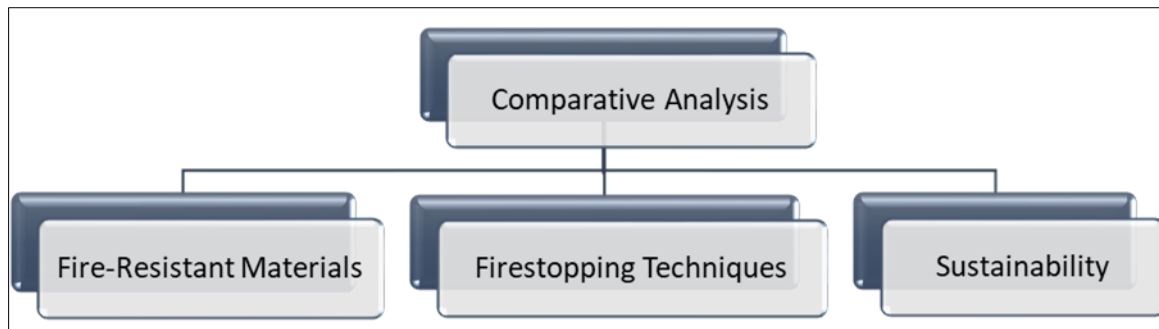 Comparative Analysis
Fire-Resistant Materials
Firestopping Techniques
Sustainability